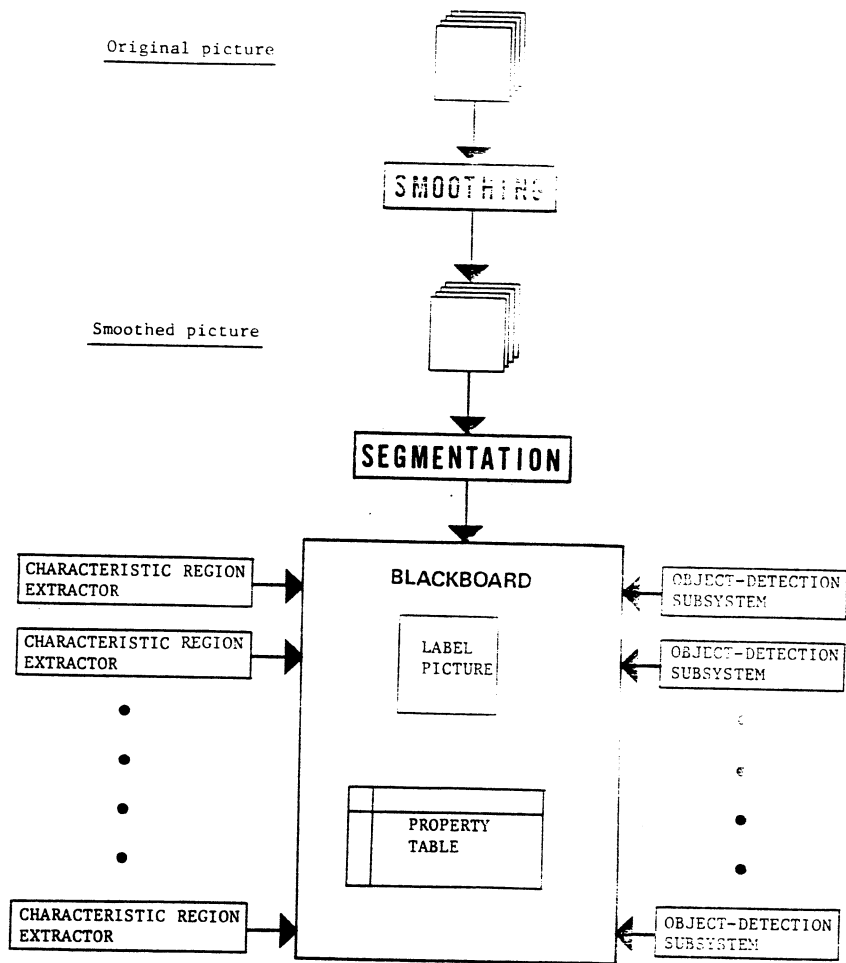 Original picture
SMOOTHING
Smoothed picture
SEGMENTATION
BLACKBOARD
CHARACTERISTIC REGION
EXTRACTOR
OBJECT-DETECTION
SUBSYSTEM
CHARACTERISTIC REGION
EXTRACTOR
LABEL
PICTURE
OBJECT-DETECTION
SUBSYSTEM
PROPERTY
TABLE
CHARACTERISTIC REGION
EXTRACTOR
OBJECT-DETECTION
SUBSYSTEM